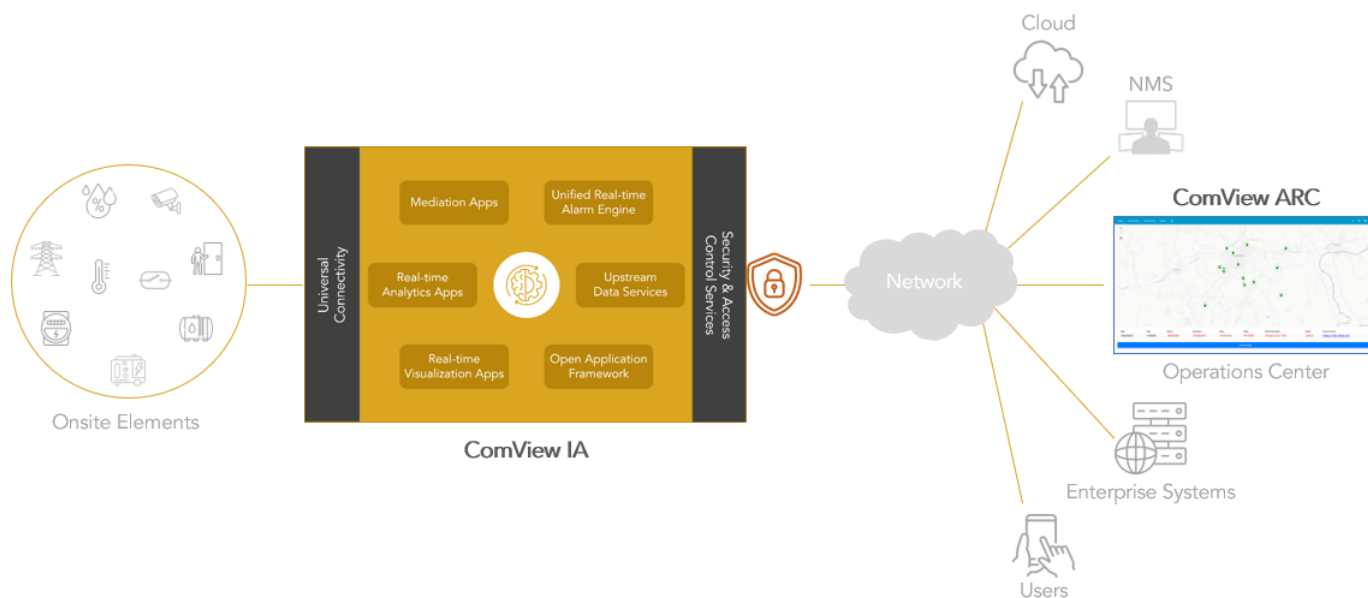 Cloud
NMS
ComView ARC
Mediation Apps
Unified Real-time
Alarm Engine
Universal
Connectivity
Real-time
Analytics Apps
Upstream
Data Services
Security & Access
Control Services
Network
Real-time
Visualization Apps
Open Application
Framework
%
Operations Center
Onsite Elements
ComView IA
Enterprise Systems
Users